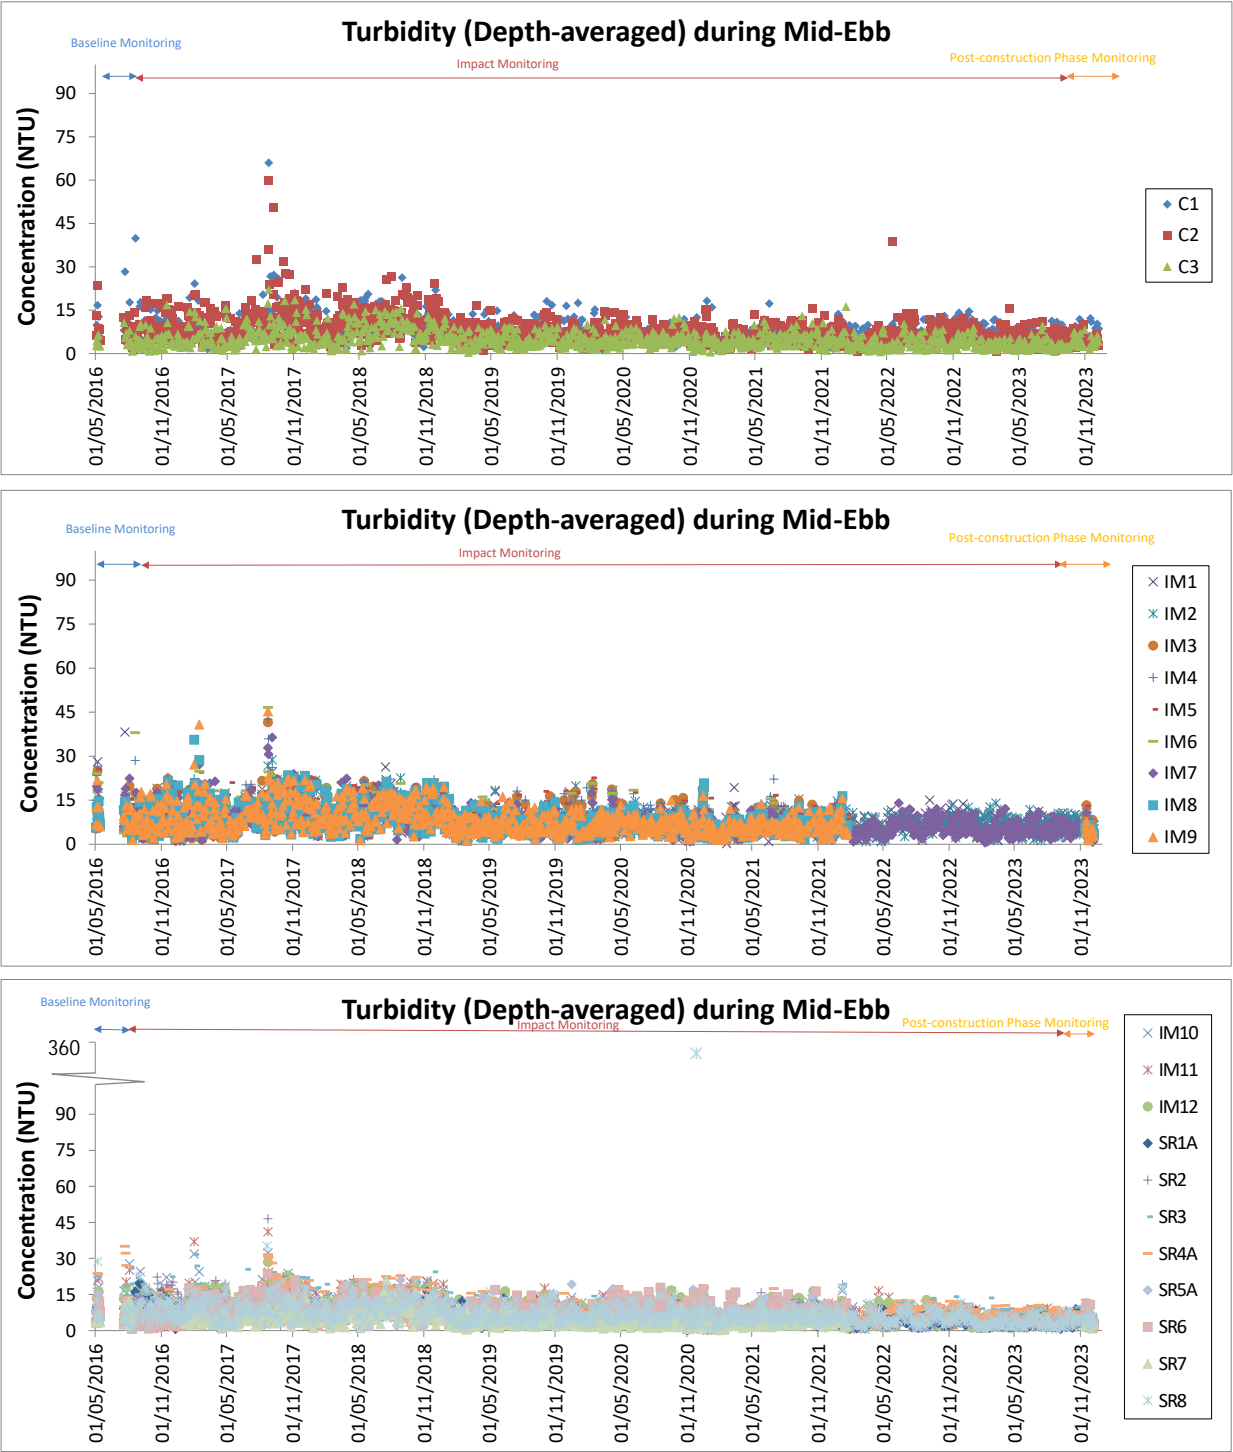 Turbidity (Depth-averaged) during Mid-Ebb
Baseline Monitoring
Impact Monitoring
Post-construction Phase Monitoring
Concentration (NTU)
90
75
60
45
30
15
0
01/05/2016
01/11/2016
01/05/2017
01/11/2017
01/05/2018
01/11/2018
01/05/2019
01/11/2019
01/05/2020
01/11/2020
01/05/2021
01/11/2021
01/05/2022
01/11/2022
01/05/2023
01/11/2023
C1
C2
C3
Turbidity (Depth-averaged) during Mid-Ebb
Baseline Monitoring
Post-construction Phase Monitoring
Impact Monitoring
Concentration (NTU)
90
75
60
45
30
15
0
01/05/2016
01/11/2016
01/05/2017
01/11/2017
01/05/2018
01/11/2018
01/05/2019
01/11/2019
01/05/2020
01/11/2020
01/05/2021
01/11/2021
01/05/2022
01/11/2022
01/05/2023
01/11/2023
IM1
IM2
IM3
IM4
IM5
IM6
IM7
IM8
IM9
Baseline Monitoring
Turbidity (Depth-averaged) during Mid-Ebb
Impact Monitoring
Post-construction Phase Monitoring
Concentration (NTU)
360
90
75
60
45
30
15
0
01/05/2016
01/11/2016
01/05/2017
01/11/2017
01/05/2018
01/11/2018
01/05/2019
01/11/2019
01/05/2020
01/11/2020
01/05/2021
01/11/2021
01/05/2022
01/11/2022
01/05/2023
01/11/2023
IM10
IM11
IM12
SR1A
SR2
SR3
SR4A
SR5A
SR6
SR7
SR8